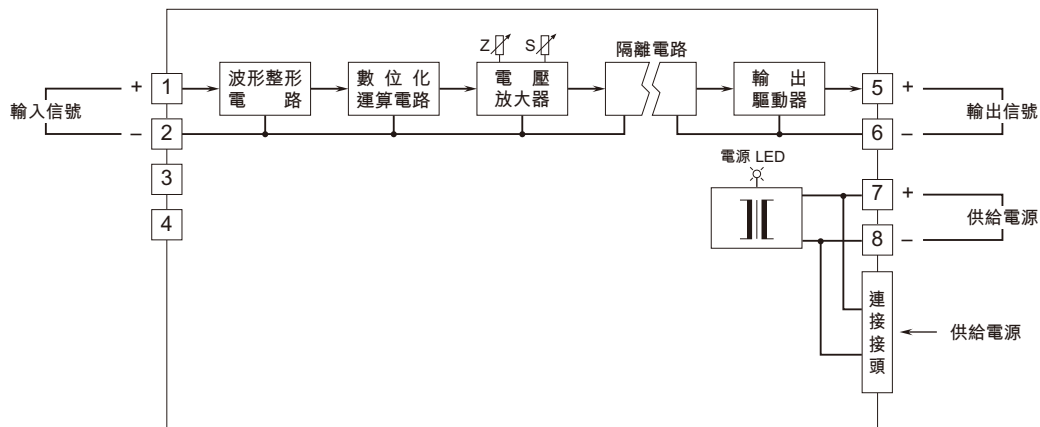 Z S 隔離電路
+ 1 波形整形 數位化 電壓 輸出 5 +
電路 運算電路 放大器 驅動器
輸入信號 輸出信號
– 2 6 –
3 電源 LED
7 +
4 供給電源
8 –
連接接頭
供給電源